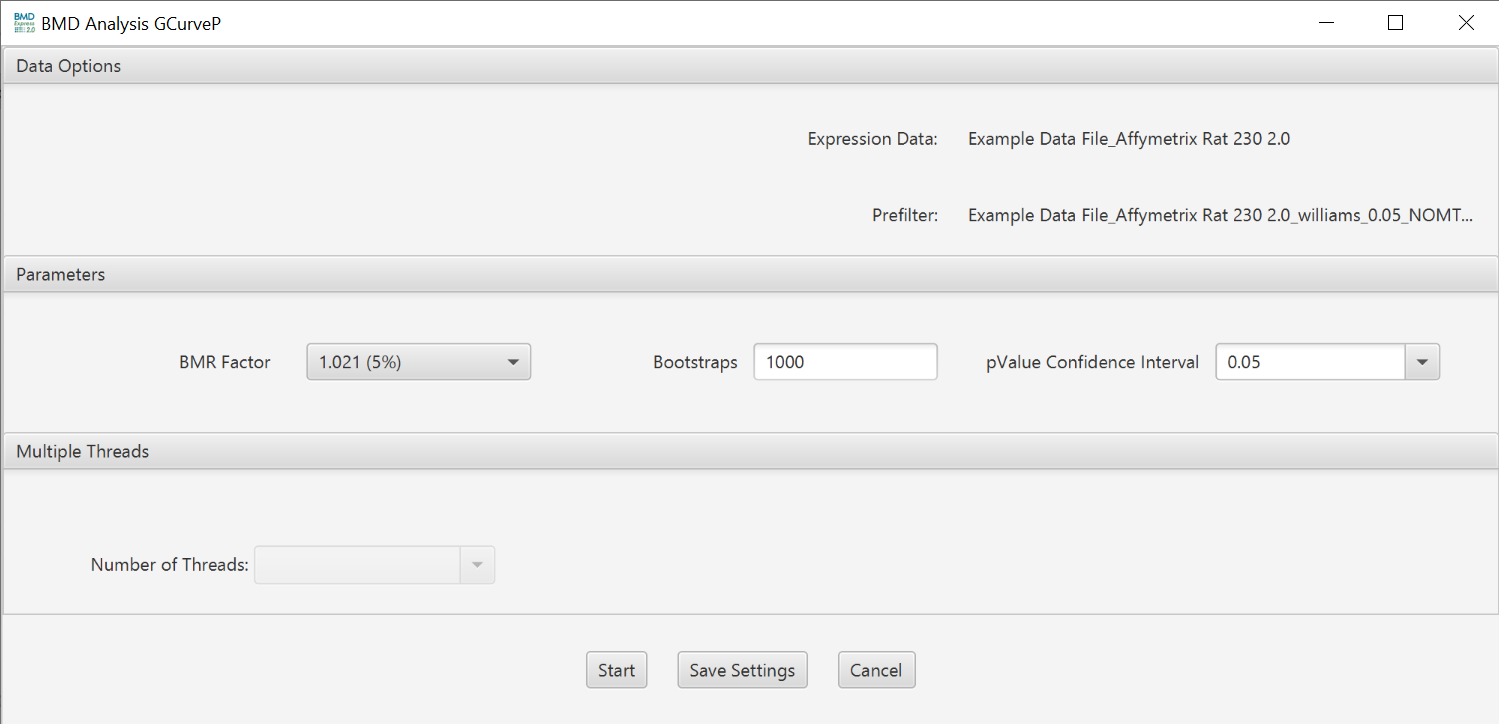 BMD Express 2.0
BMD Analysis GCurveP
Data Options
Expression Data: Example Data File_Affymetrix Rat 230 2.0
Prefilter: Example Data File_Affymetrix Rat 230 2.0_williams_0.05_NOMT...
Parameters
BMR Factor 1.021 (5%) Bootstraps 1000 pValue Confidence Interval 0.05
Multiple Threads
Number of Threads:
Start Save Settings Cancel